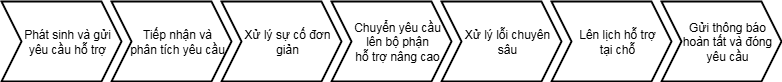 Phát sinh và gửi
yêu cầu hỗ trợ
Tiếp nhận và
phân tích yêu cầu
Xử lý sự cố đơn
giản
Chuyển yêu cầu
lên bộ phận
hỗ trợ nâng cao
Xử lý lỗi chuyên
sâu
Lên lịch hỗ trợ
tại chỗ
Gửi thông báo
hoàn tất và đóng
yêu cầu